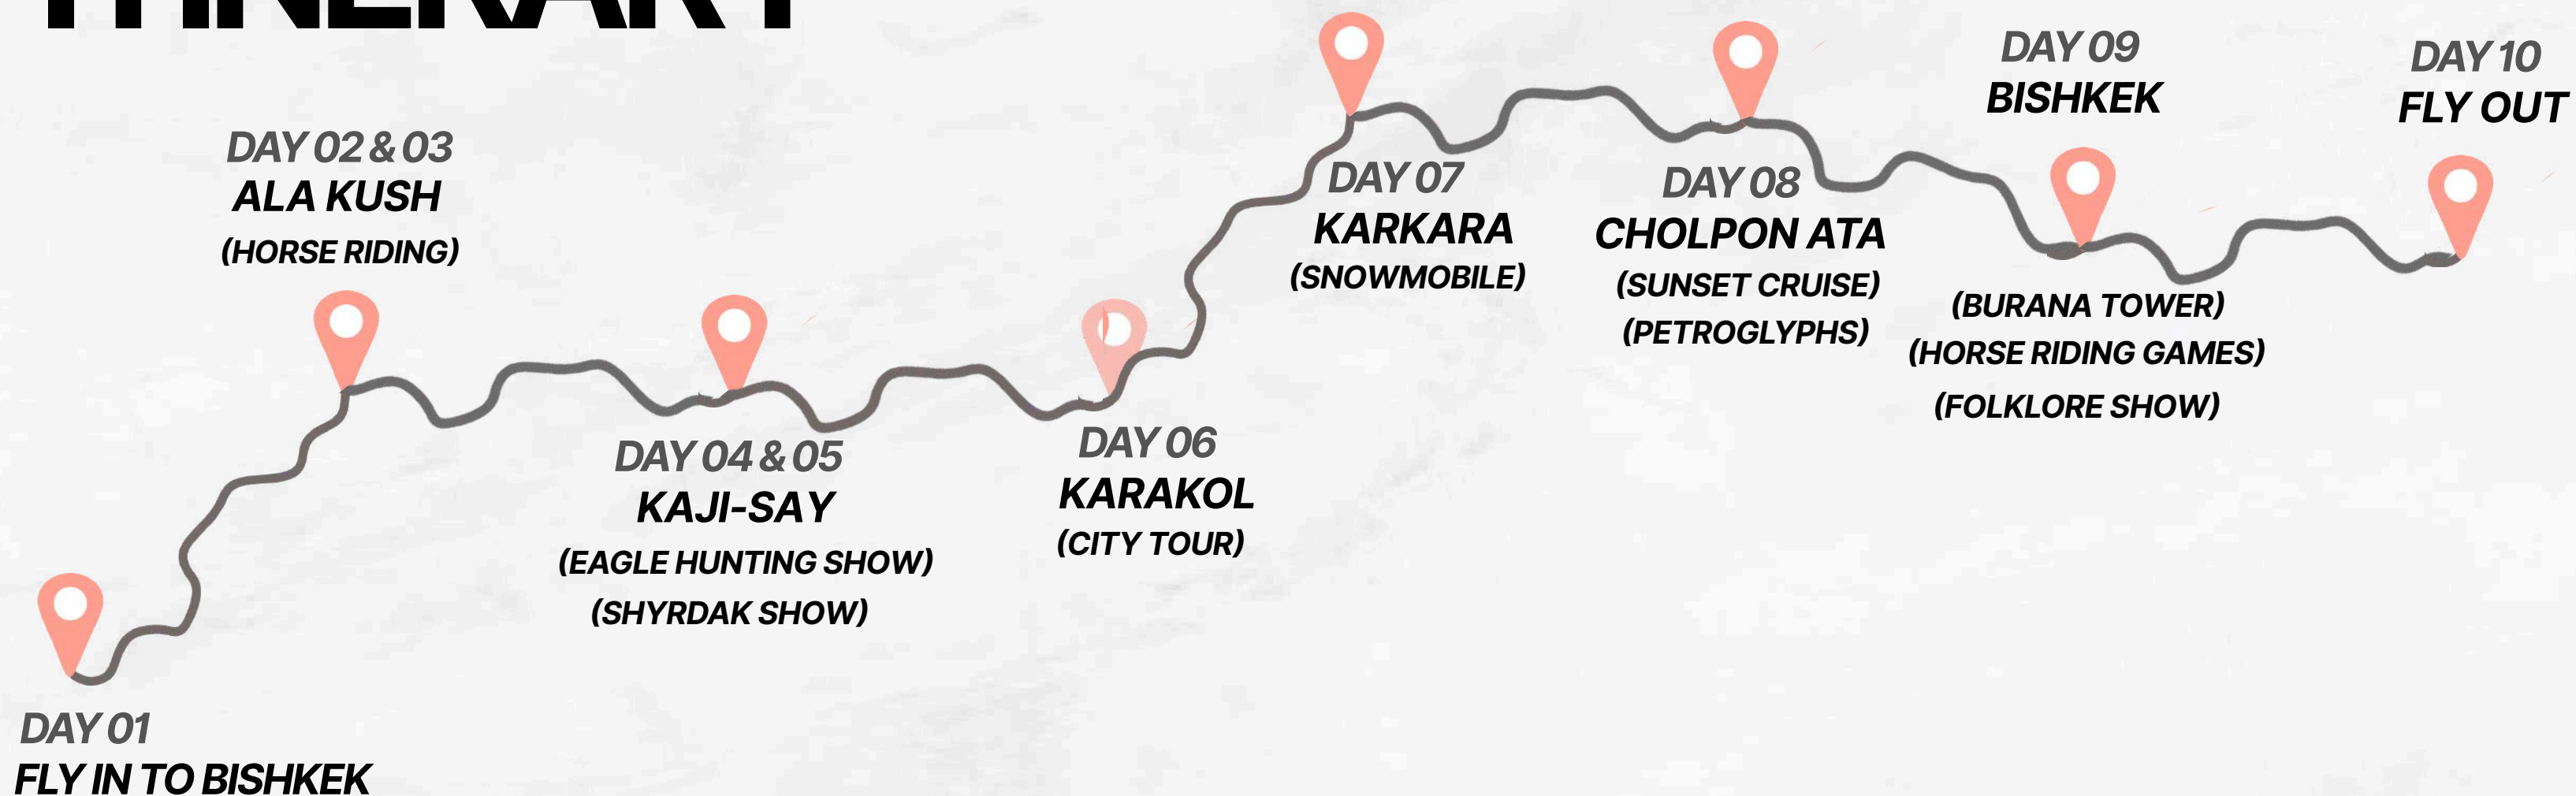 ITINERARY
DAY 01
FLY IN TO BISHKEK
DAY 02 & 03
ALA KUSH
(HORSE RIDING)
DAY 04 & 05
KAJI-SAY
(EAGLE HUNTING SHOW)
(SHYRDAK SHOW)
DAY 06
KARAKOL
(CITY TOUR)
DAY 07
KARKARA
(SNOWMOBILE)
DAY 08
CHOLPON ATA
(SUNSET CRUISE)
(PETROGLYPHS)
DAY 09
BISHKEK
(BURANA TOWER)
(HORSE RIDING GAMES)
(FOLKLORE SHOW)
DAY 10
FLY OUT